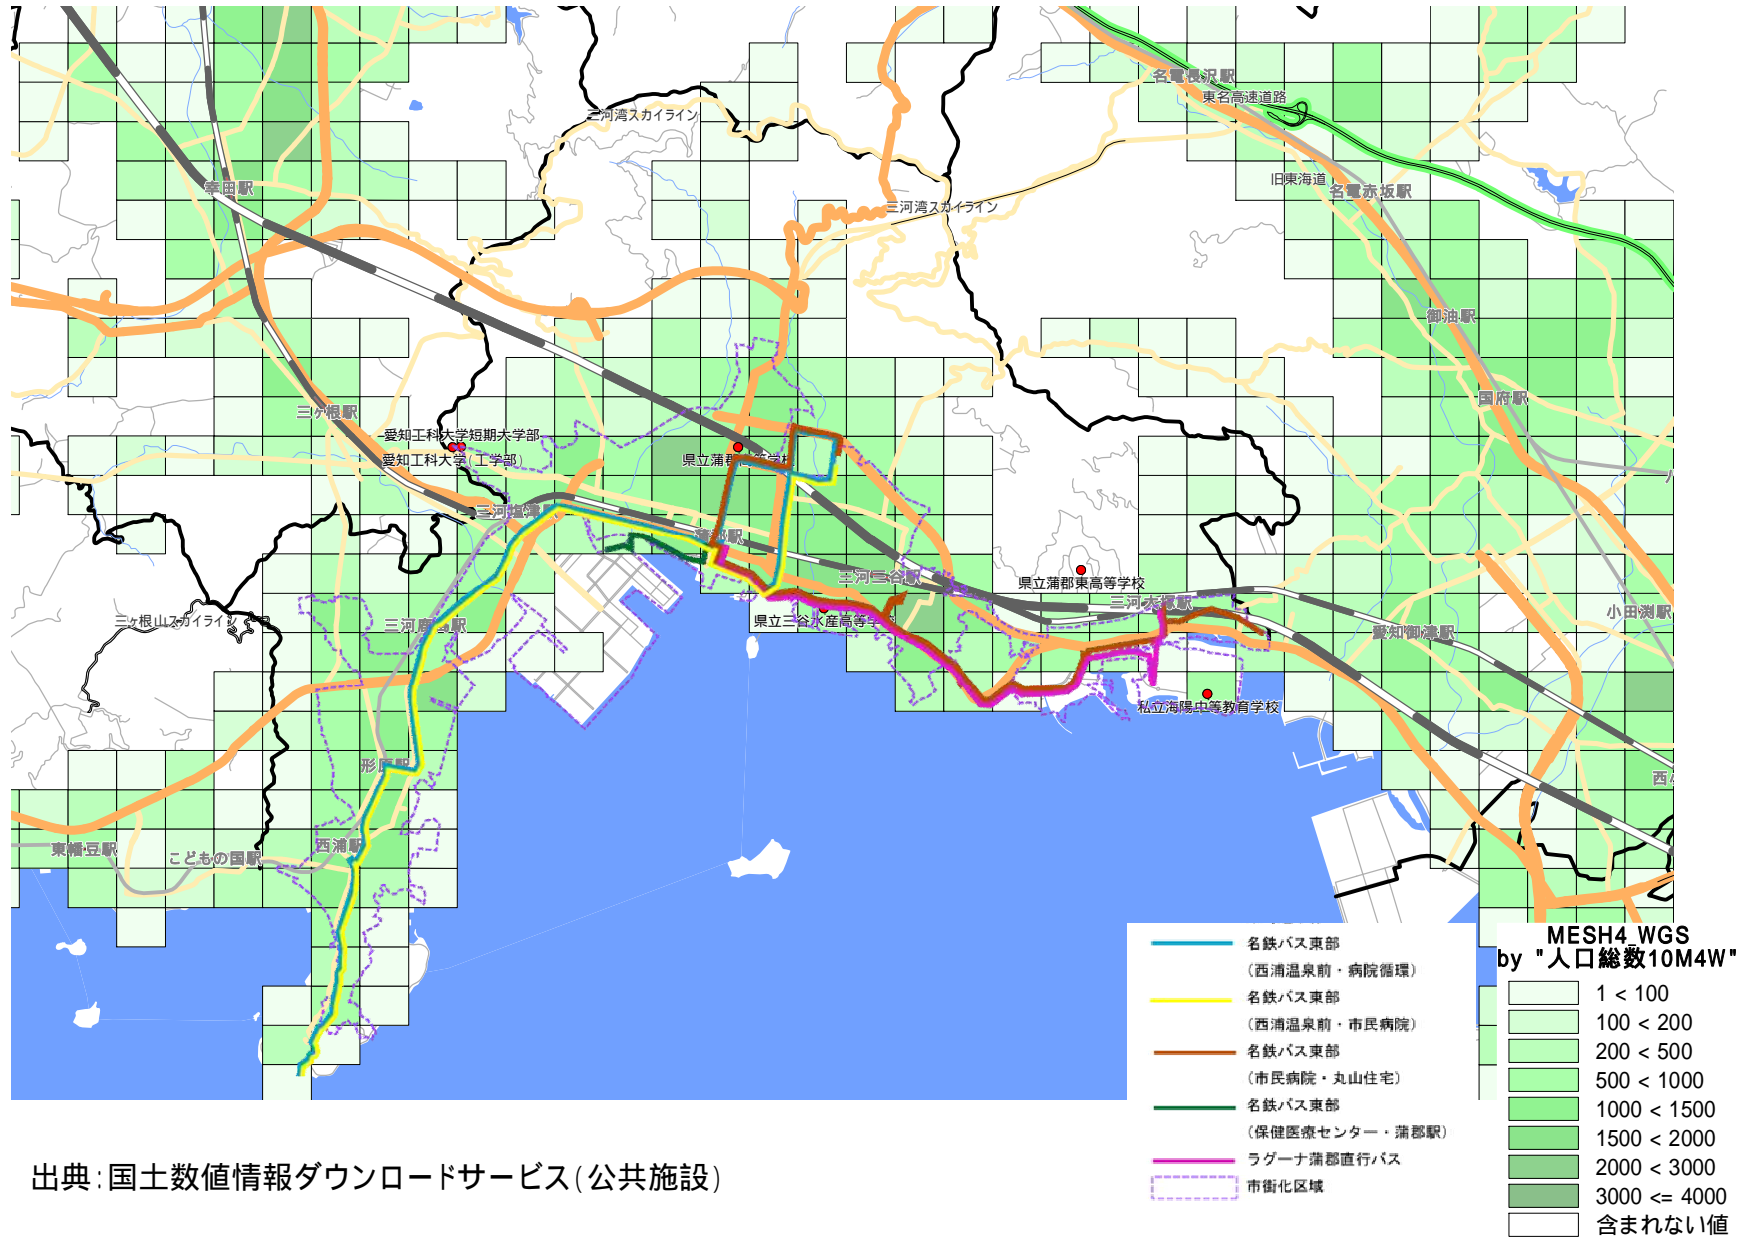 名電長沢駅
東名高速道路
三河湾スカイライン
旧東海道
名電赤坂駅
幸田駅
三河湾スカイライン
御油駅
国府駅
三ヶ根駅
愛知工科大学短期大学部
愛知工科大学(工学部)
県立蒲郡高等学校
三河塩津駅
蒲郡駅
三河三谷駅
県立蒲郡東高等学校
三河大塚駅
小田渕駅
三ヶ根山スカイライン
三河鹿島駅
県立三谷水産高等学校
愛知御津駅
私立海陽中等教育学校
形原駅
西小
西浦駅
東幡豆駅
こどもの国駅
名鉄バス東部
(西浦温泉前・病院循環)
名鉄バス東部
(西浦温泉前・市民病院)
名鉄バス東部
(市民病院・丸山住宅)
名鉄バス東部
(保健医療センター・蒲郡駅)
ラグーナ蒲郡直行バス
市街化区域
MESH4_WGS
by "人口総数10M4W"
1 < 100
100 < 200
200 < 500
500 < 1000
1000 < 1500
1500 < 2000
2000 < 3000
3000 <= 4000
含まれない値
出典:国土数値情報ダウンロードサービス(公共施設)